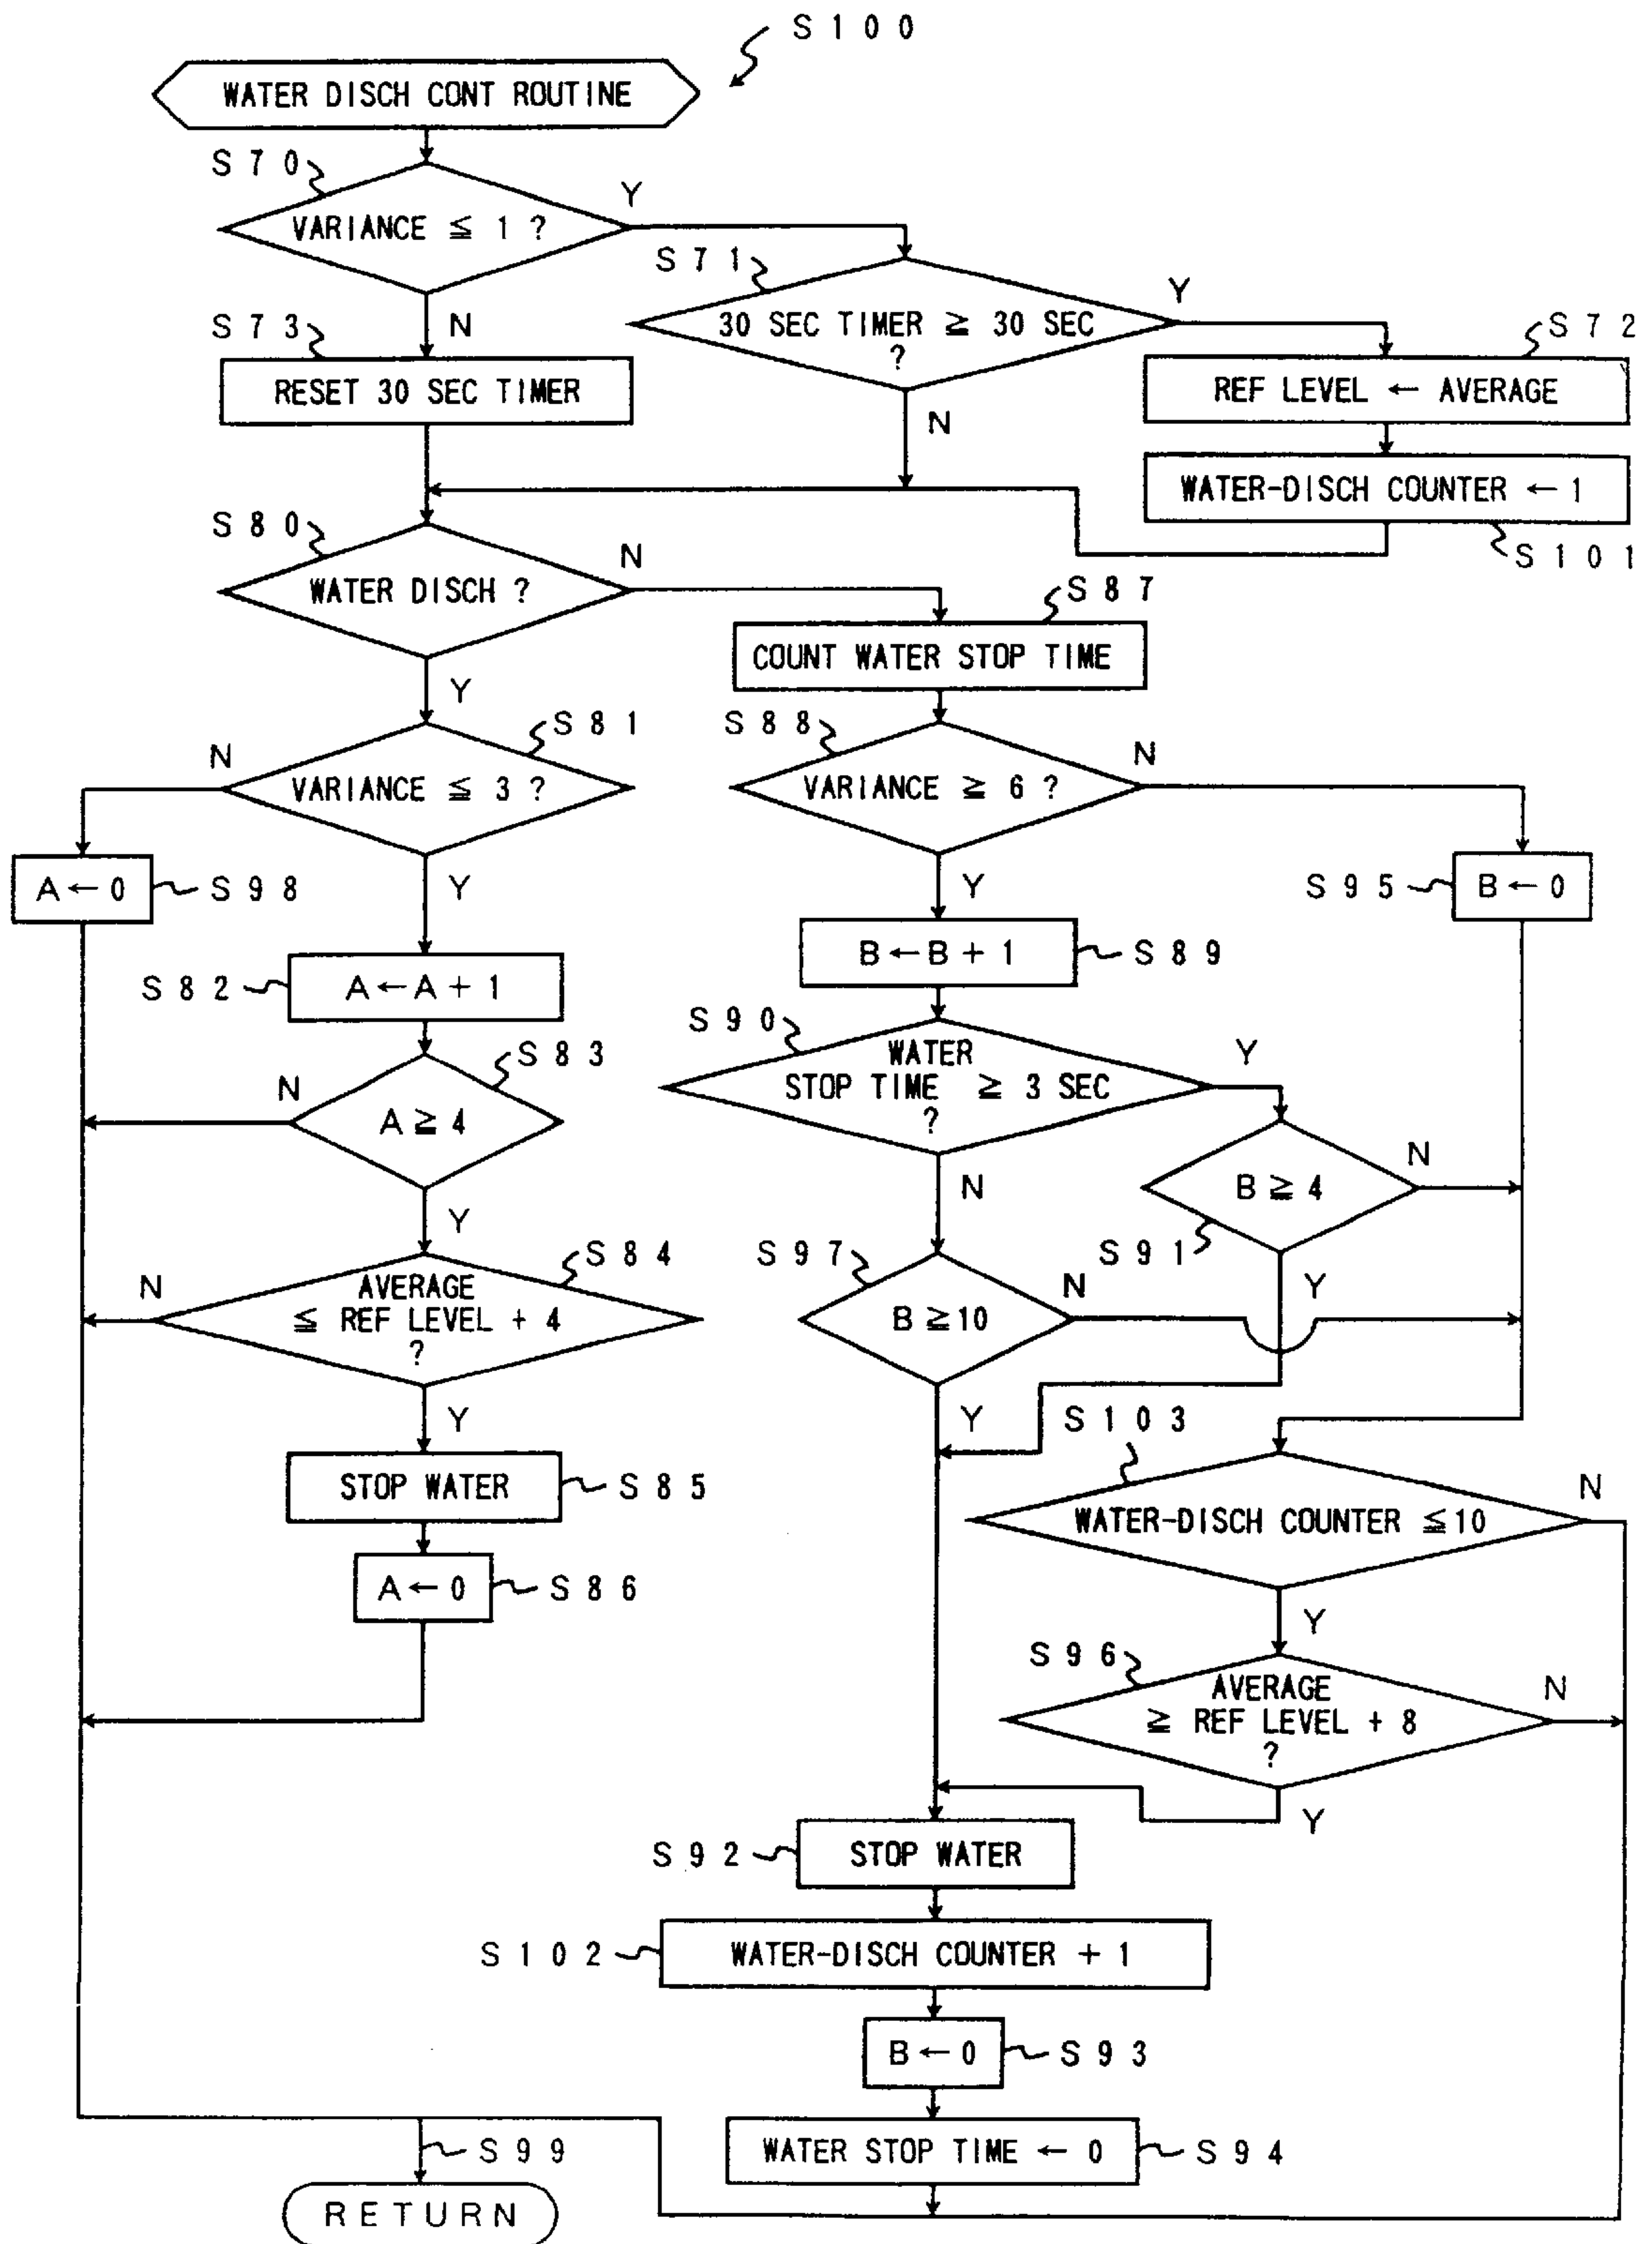 S100
WATER DISCH CONT ROUTINE
S70
VARIANCE ≦ 1 ?
Y
N
S71
30 SEC TIMER ≧ 30 SEC
?
Y
N
S73
RESET 30 SEC TIMER
S72
REF LEVEL ← AVERAGE
WATER-DISCH COUNTER ← 1
S101
S80
WATER DISCH ?
N
Y
S87
COUNT WATER STOP TIME
S81
VARIANCE ≦ 3 ?
N
Y
S88
VARIANCE ≧ 6 ?
N
Y
A ← 0
S98
S95
B ← 0
S82
A ← A + 1
B ← B + 1
S89
S83
A ≧ 4
N
Y
S90
WATER
STOP TIME ≧ 3 SEC
?
Y
N
B ≧ 4
N
S91
Y
S84
AVERAGE
≦ REF LEVEL + 4
?
N
Y
S97
B ≧ 10
N
Y
S103
WATER-DISCH COUNTER ≦ 10
N
Y
STOP WATER
S85
A ← 0
S86
S96
AVERAGE
≧ REF LEVEL + 8
?
N
Y
S92
STOP WATER
S102
WATER-DISCH COUNTER + 1
B ← 0
S93
WATER STOP TIME ← 0
S94
S99
RETURN